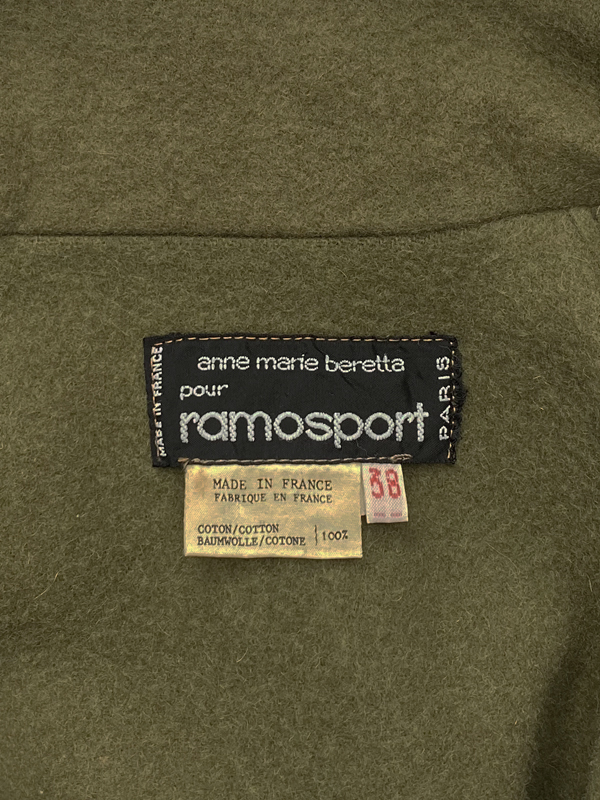 MADE IN FRANCE
anne marie beretta
pour
ramosport
PARIS
MADE IN FRANCE
FABRIQUE EN FRANCE
38
COTON/COTTON
BAUMWOLLE/COTONE } 100%